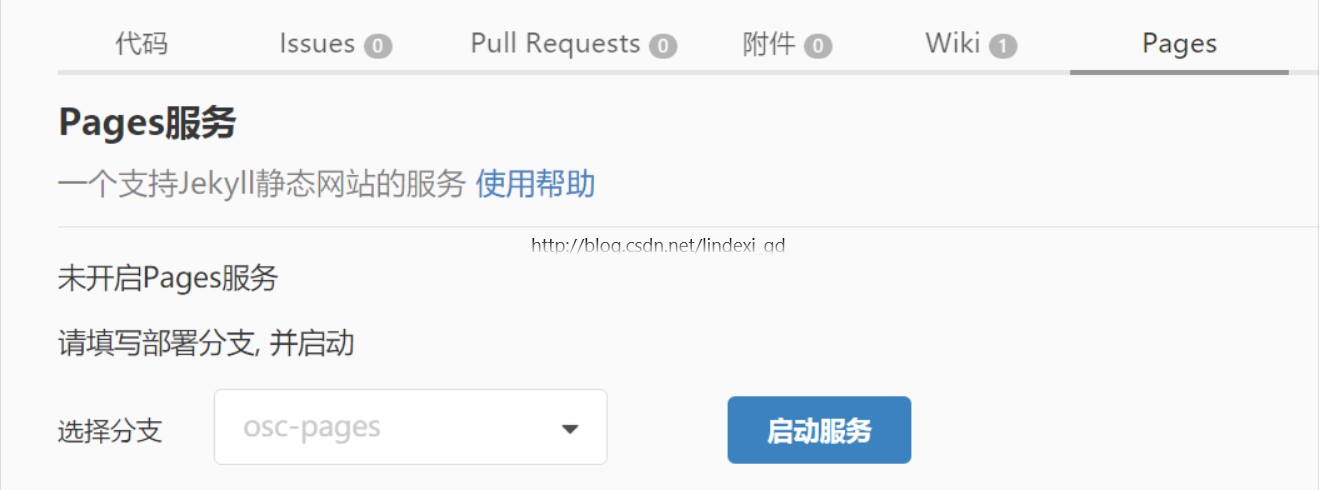 代码 Issues 0 Pull Requests 0 附件 0 Wiki 1 Pages
Pages服务
一个支持Jekyll静态网站的服务 使用帮助
http://blog.csdn.net/lindexi_gd
未开启Pages服务
请填写部署分支, 并启动
选择分支 osc-pages 启动服务